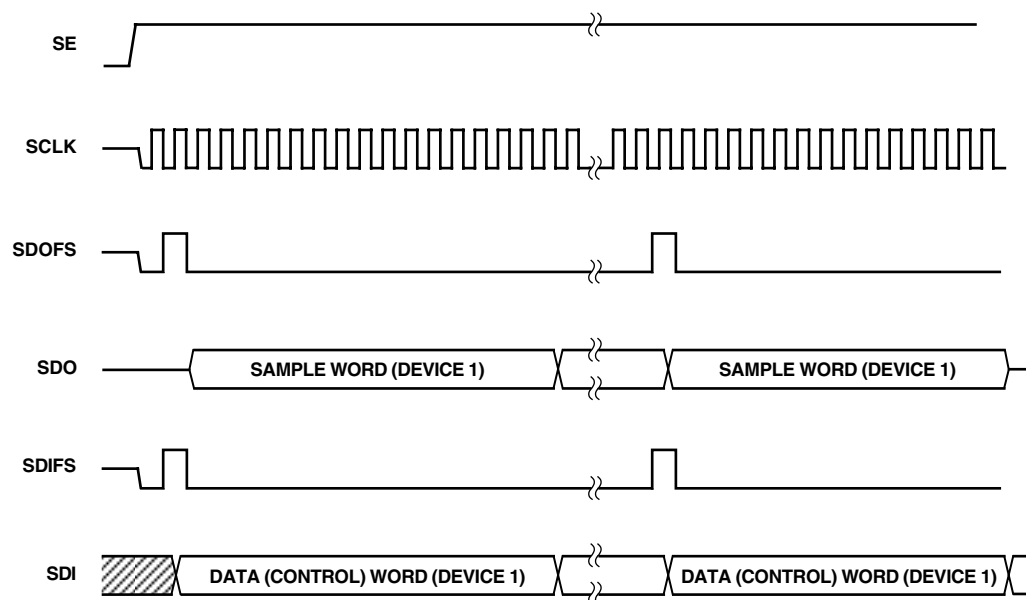 SE
SCLK
SDOFS
SDO
SAMPLE WORD (DEVICE 1)
SAMPLE WORD (DEVICE 1)
SDIFS
SDI
DATA (CONTROL) WORD (DEVICE 1)
DATA (CONTROL) WORD (DEVICE 1)